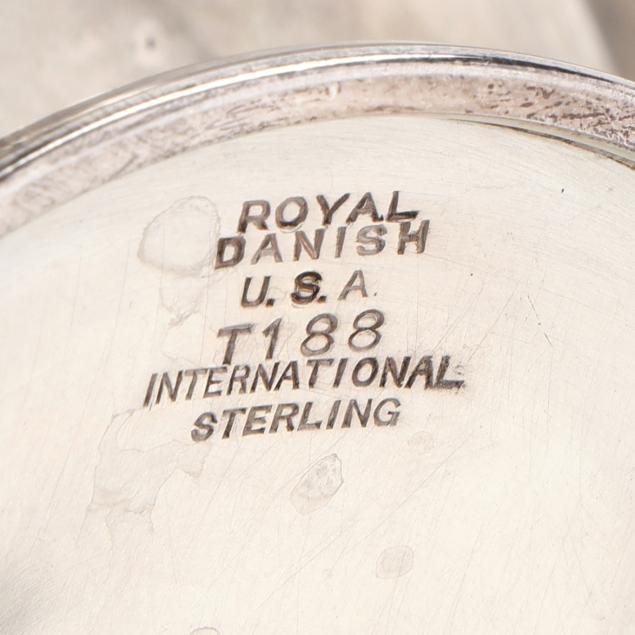 ROYAL
DANISH
U.S.A.
T188
INTERNATIONAL
STERLING